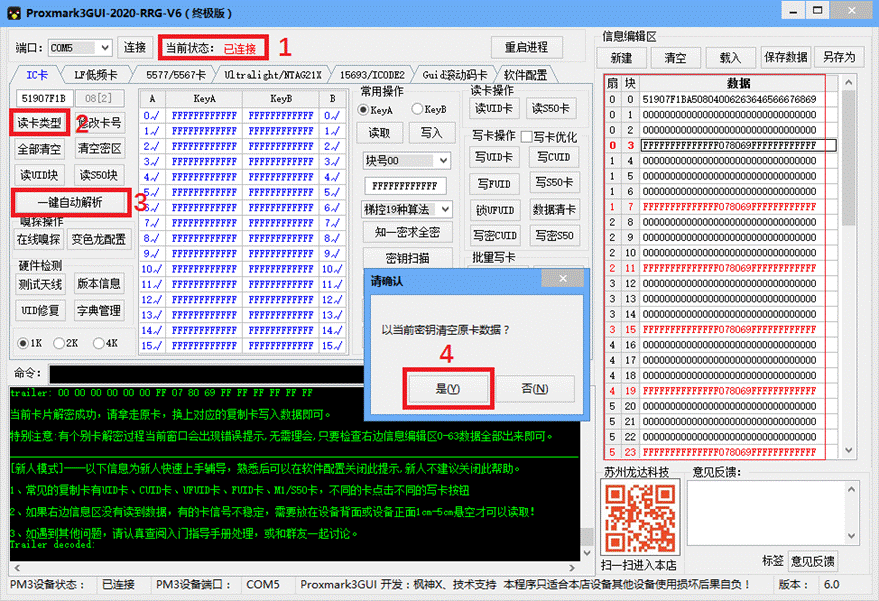 Proxmark3GUI-2020-RRG-V6（终极版）
端口: COM5 连接 当前状态: 已连接 1 重启进程
IC卡 LF低频卡 5577/5567卡 Ultralight/NTAG21X 15693/ICODE2 Guid滚动码卡 软件配置
51907F1B 08[2]
读卡类型 2 修改卡号
全部清空 清空密区
读UID块 读S50块
一键自动解析 3
嗅探操作
在线嗅探 变色龙配置
硬件检测
测试天线 版本信息
UID修复 字典管理
1K 2K 4K
A KeyA KeyB B
0.√ FFFFFFFFFFFF FFFFFFFFFFFF 0.√
1.√ FFFFFFFFFFFF FFFFFFFFFFFF 1.√
2.√ FFFFFFFFFFFF FFFFFFFFFFFF 2.√
3.√ FFFFFFFFFFFF FFFFFFFFFFFF 3.√
4.√ FFFFFFFFFFFF FFFFFFFFFFFF 4.√
5.√ FFFFFFFFFFFF FFFFFFFFFFFF 5.√
6.√ FFFFFFFFFFFF FFFFFFFFFFFF 6.√
7.√ FFFFFFFFFFFF FFFFFFFFFFFF 7.√
8.√ FFFFFFFFFFFF FFFFFFFFFFFF 8.√
9.√ FFFFFFFFFFFF FFFFFFFFFFFF 9.√
10.√ FFFFFFFFFFFF FFFFFFFFFFFF 10.√
11.√ FFFFFFFFFFFF FFFFFFFFFFFF 11.√
12.√ FFFFFFFFFFFF FFFFFFFFFFFF 12.√
13.√ FFFFFFFFFFFF FFFFFFFFFFFF 13.√
14.√ FFFFFFFFFFFF FFFFFFFFFFFF 14.√
15.√ FFFFFFFFFFFF FFFFFFFFFFFF 15.√
常用操作
KeyA KeyB
读取 写入
块号00
FFFFFFFFFFFF
梯控19种算法
知一密求全密
密钥扫描
读卡操作
读UID卡 读S50卡
写卡操作 写卡优化
写UID卡 写CUID
写FUID 写S50卡
锁UFUID 数据清卡
写密CUID 写密S50
批量写卡
请确认
以当前密钥清空原卡数据？
4
是(Y) 否(N)
命令:
trailer: 00 00 00 00 00 00 FF 07 80 69 FF FF FF FF FF FF
当前卡片解密成功，请拿走原卡，换上对应的复制卡写入数据即可。
特别注意:有个别卡解密过程当前窗口会出现错误提示,无需理会,只要检查右边信息编辑区0-63数据全部出来即可。
[新人模式]——以下信息为新人快速上手辅导，熟悉后可以在软件配置关闭此提示,新人不建议关闭此帮助。
1、常见的复制卡有UID卡、CUID卡、UFUID卡、FUID卡、M1/S50卡，不同的卡点击不同的写卡按钮
2、如果右边信息区没有读到数据，有的卡信号不稳定，需要放在设备背面或设备正面1cm-5cm悬空才可以读取！
3、如遇到其他问题，请认真查阅入门指导手册处理，或和群友一起讨论。
Trailer decoded:
信息编辑区
新建 清空 载入 保存数据 另存为
扇 块 数据
0 0 51907F1BA50804006263646566676869
0 1 00000000000000000000000000000000
0 2 00000000000000000000000000000000
0 3 FFFFFFFFFFFFFF078069FFFFFFFFFFFF
1 4 00000000000000000000000000000000
1 5 00000000000000000000000000000000
1 6 00000000000000000000000000000000
1 7 FFFFFFFFFFFFFF078069FFFFFFFFFFFF
2 8 00000000000000000000000000000000
2 9 00000000000000000000000000000000
2 10 00000000000000000000000000000000
2 11 FFFFFFFFFFFFFF078069FFFFFFFFFFFF
3 12 00000000000000000000000000000000
3 13 00000000000000000000000000000000
3 14 00000000000000000000000000000000
3 15 FFFFFFFFFFFFFF078069FFFFFFFFFFFF
4 16 00000000000000000000000000000000
4 17 00000000000000000000000000000000
4 18 00000000000000000000000000000000
4 19 FFFFFFFFFFFFFF078069FFFFFFFFFFFF
5 20 00000000000000000000000000000000
5 21 00000000000000000000000000000000
5 22 00000000000000000000000000000000
5 23 FFFFFFFFFFFFFF078069FFFFFFFFFFFF
苏州龙达科技 意见反馈:
扫一扫进入本店
标签 意见反馈
PM3设备状态： 已连接 PM3设备端口： COM5 Proxmark3GUI 开发：枫神X、技术支持 本程序只适合本店设备其他设备使用损坏后果自负！ 版本： 6.0